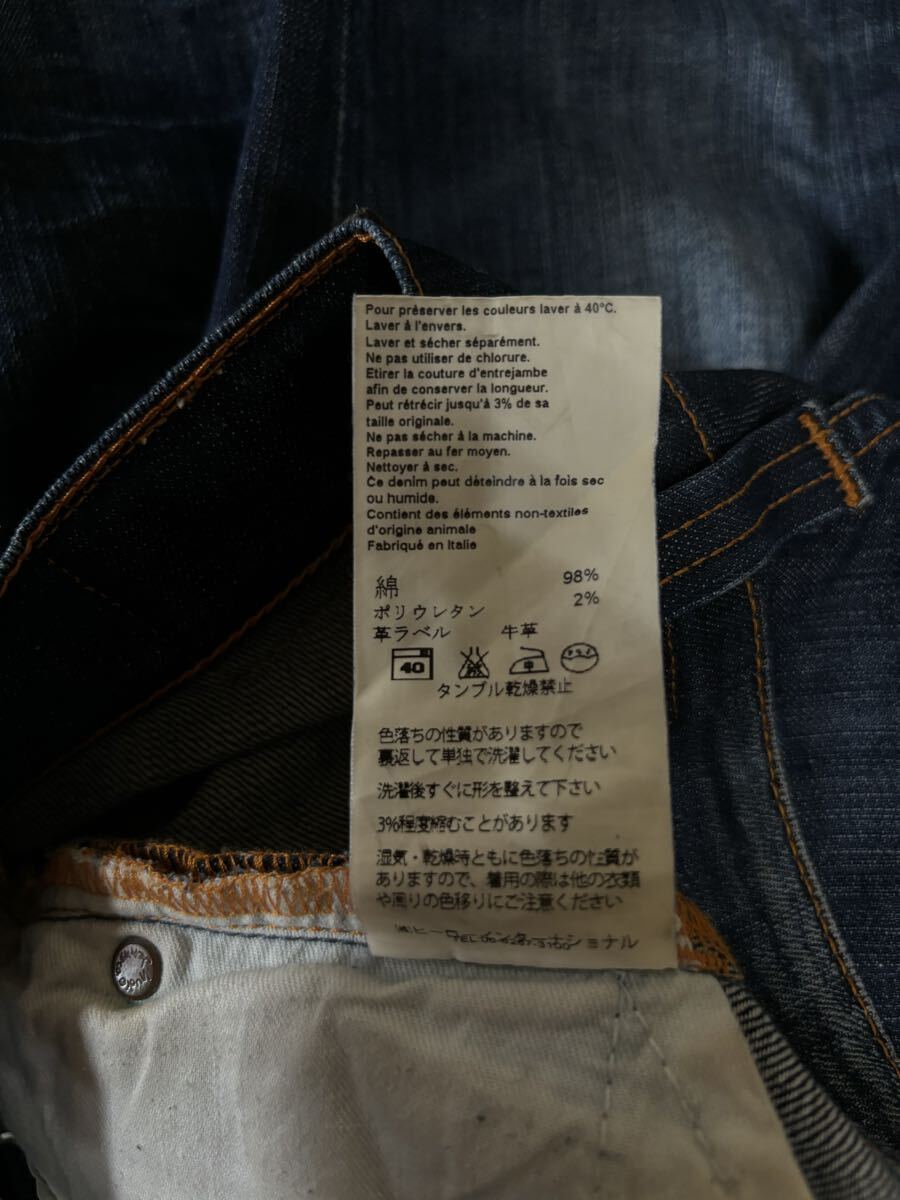 Pour préserver les couleurs laver à 40°C.
Laver à l'envers.
Laver et sécher séparément.
Ne pas utiliser de chlorure.
Etirer la couture d'entrejambe
afin de conserver la longueur.
Peut rétrécir jusqu'à 3% de sa
taille originale.
Ne pas sécher à la machine.
Repasser au fer moyen.
Nettoyer à sec.
Ce denim peut déteindre à la fois sec
ou humide.
Contient des éléments non-textiles
d'origine animale
Fabriqué en Italie
綿 98%
ポリウレタン 2%
革ラベル 牛革
40 中
タンブル乾燥禁止
色落ちの性質がありますので
裏返して単独で洗濯してください
洗濯後すぐに形を整えて下さい
3%程度縮むことがあります
湿気・乾燥時ともに色落ちの性質が
ありますので、着用の際は他の衣類
や周りの色移りにご注意ください
ショナル
TEL
Nudie